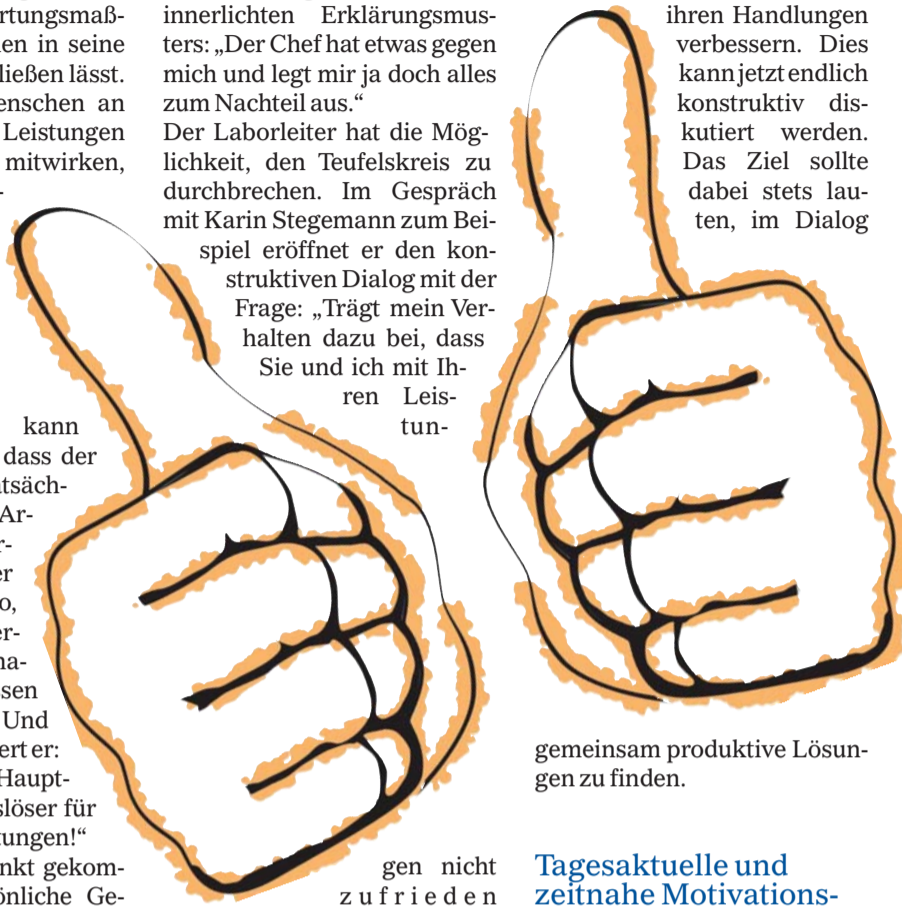 rtungsmaß-
en in seine
ließen lässt.
enschen an
Leistungen
mitwirken,
-
kann
dass der
tsäch-
Ar-
r-
er
o,
er-
na-
ssen
Und
ert er:
Haupt-
slöser für
tungen!“
nkt gekom-
önliche Ge-
innerlichten Erklärungsmus-
ters: „Der Chef hat etwas gegen
mich und legt mir ja doch alles
zum Nachteil aus.“
Der Laborleiter hat die Mög-
lichkeit, den Teufelskreis zu
durchbrechen. Im Gespräch
mit Karin Stegemann zum Bei-
spiel eröffnet er den kon-
struktiven Dialog mit der
Frage: „Trägt mein Ver-
halten dazu bei, dass
Sie und ich mit Ih-
ren Leis-
tun-
gen nicht
zufrieden
ihren Handlungen
verbessern. Dies
kann jetzt endlich
konstruktiv dis-
kutiert werden.
Das Ziel sollte
dabei stets lau-
ten, im Dialog
gemeinsam produktive Lösun-
gen zu finden.
Tagesaktuelle und
zeitnahe Motivations-